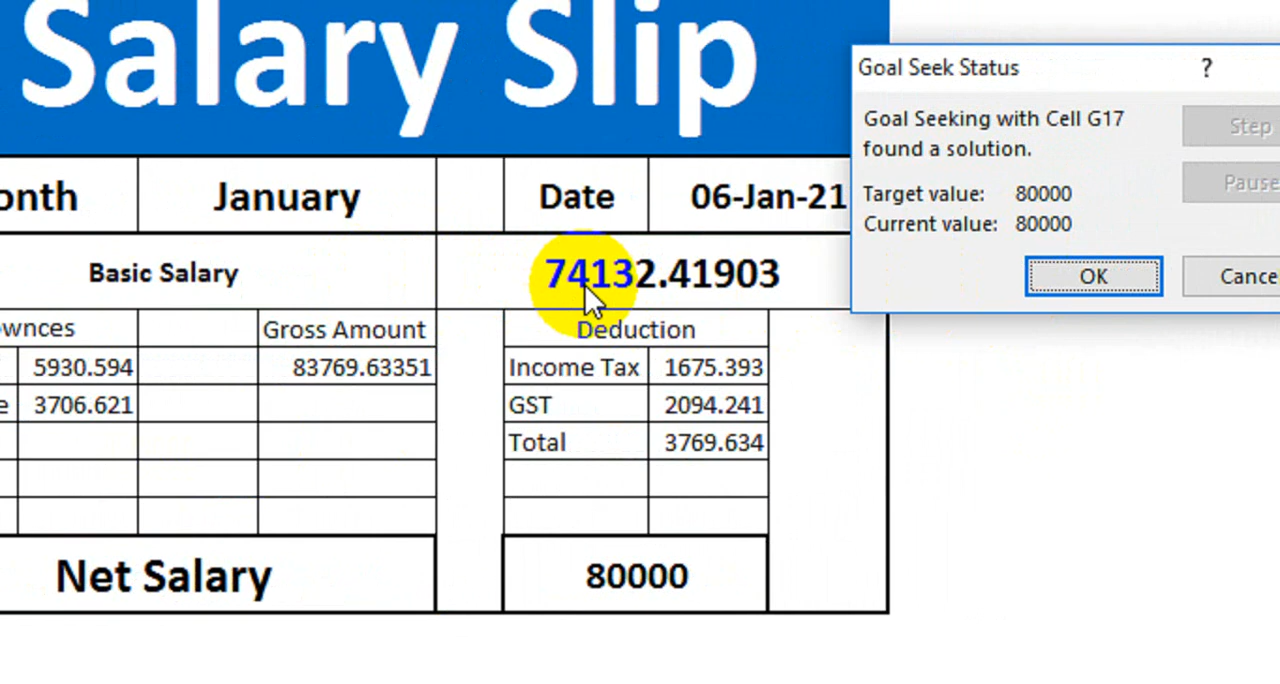 Salary Slip
onth January Date 06-Jan-21
Basic Salary 74132.41903
wnces Gross Amount Deduction
5930.594 83769.63351 Income Tax 1675.393
e 3706.621 GST 2094.241
Total 3769.634
Net Salary 80000
Goal Seek Status ?
Goal Seeking with Cell G17
found a solution.
Step
Pause
Target value: 80000
Current value: 80000
OK Cance